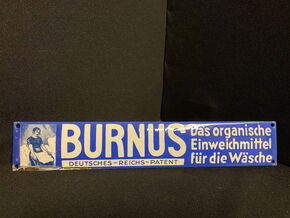 BURNUS
DEUTSCHES-REICHS-PATENT
Das organische
Einweichmittel
für die Wäsche